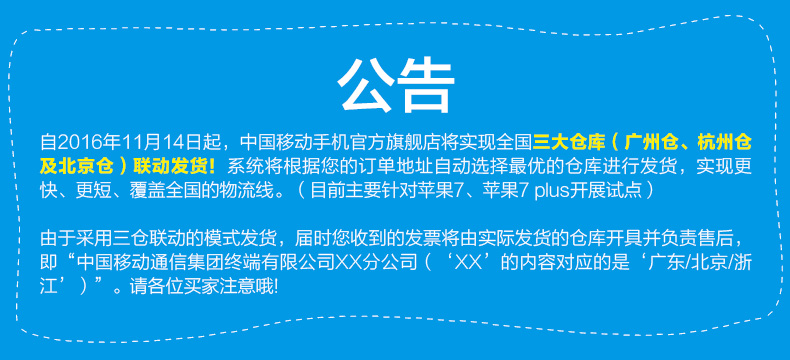 公告
自2016年11月14日起，中国移动手机官方旗舰店将实现全国三大仓库（广州仓、杭州仓
及北京仓）联动发货！系统将根据您的订单地址自动选择最优的仓库进行发货，实现更
快、更短、覆盖全国的物流线。（目前主要针对苹果7、苹果7 plus开展试点）
由于采用三仓联动的模式发货，届时您收到的发票将由实际发货的仓库开具并负责售后，
即“中国移动通信集团终端有限公司XX分公司（‘XX’的内容对应的是‘广东/北京/浙
江’）”。请各位买家注意哦!